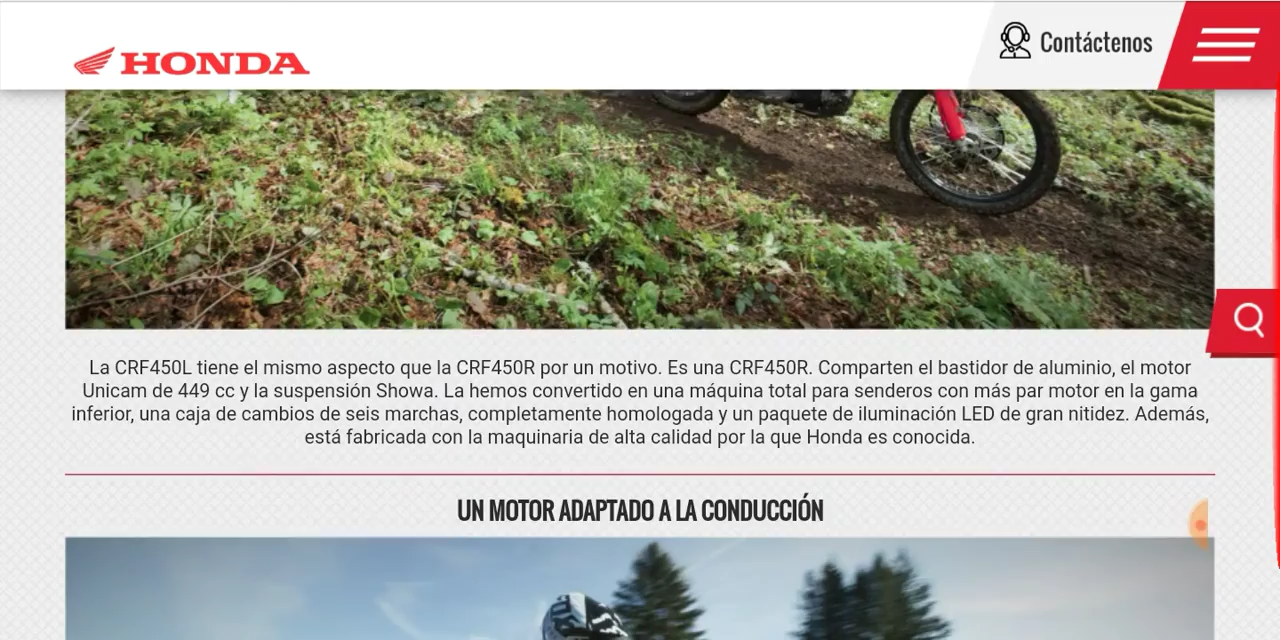 HONDA
Contáctenos
La CRF450L tiene el mismo aspecto que la CRF450R por un motivo. Es una CRF450R. Comparten el bastidor de aluminio, el motor
Unicam de 449 cc y la suspensión Showa. La hemos convertido en una máquina total para senderos con más par motor en la gama
inferior, una caja de cambios de seis marchas, completamente homologada y un paquete de iluminación LED de gran nitidez. Además,
está fabricada con la maquinaria de alta calidad por la que Honda es conocida.
UN MOTOR ADAPTADO A LA CONDUCCIÓN